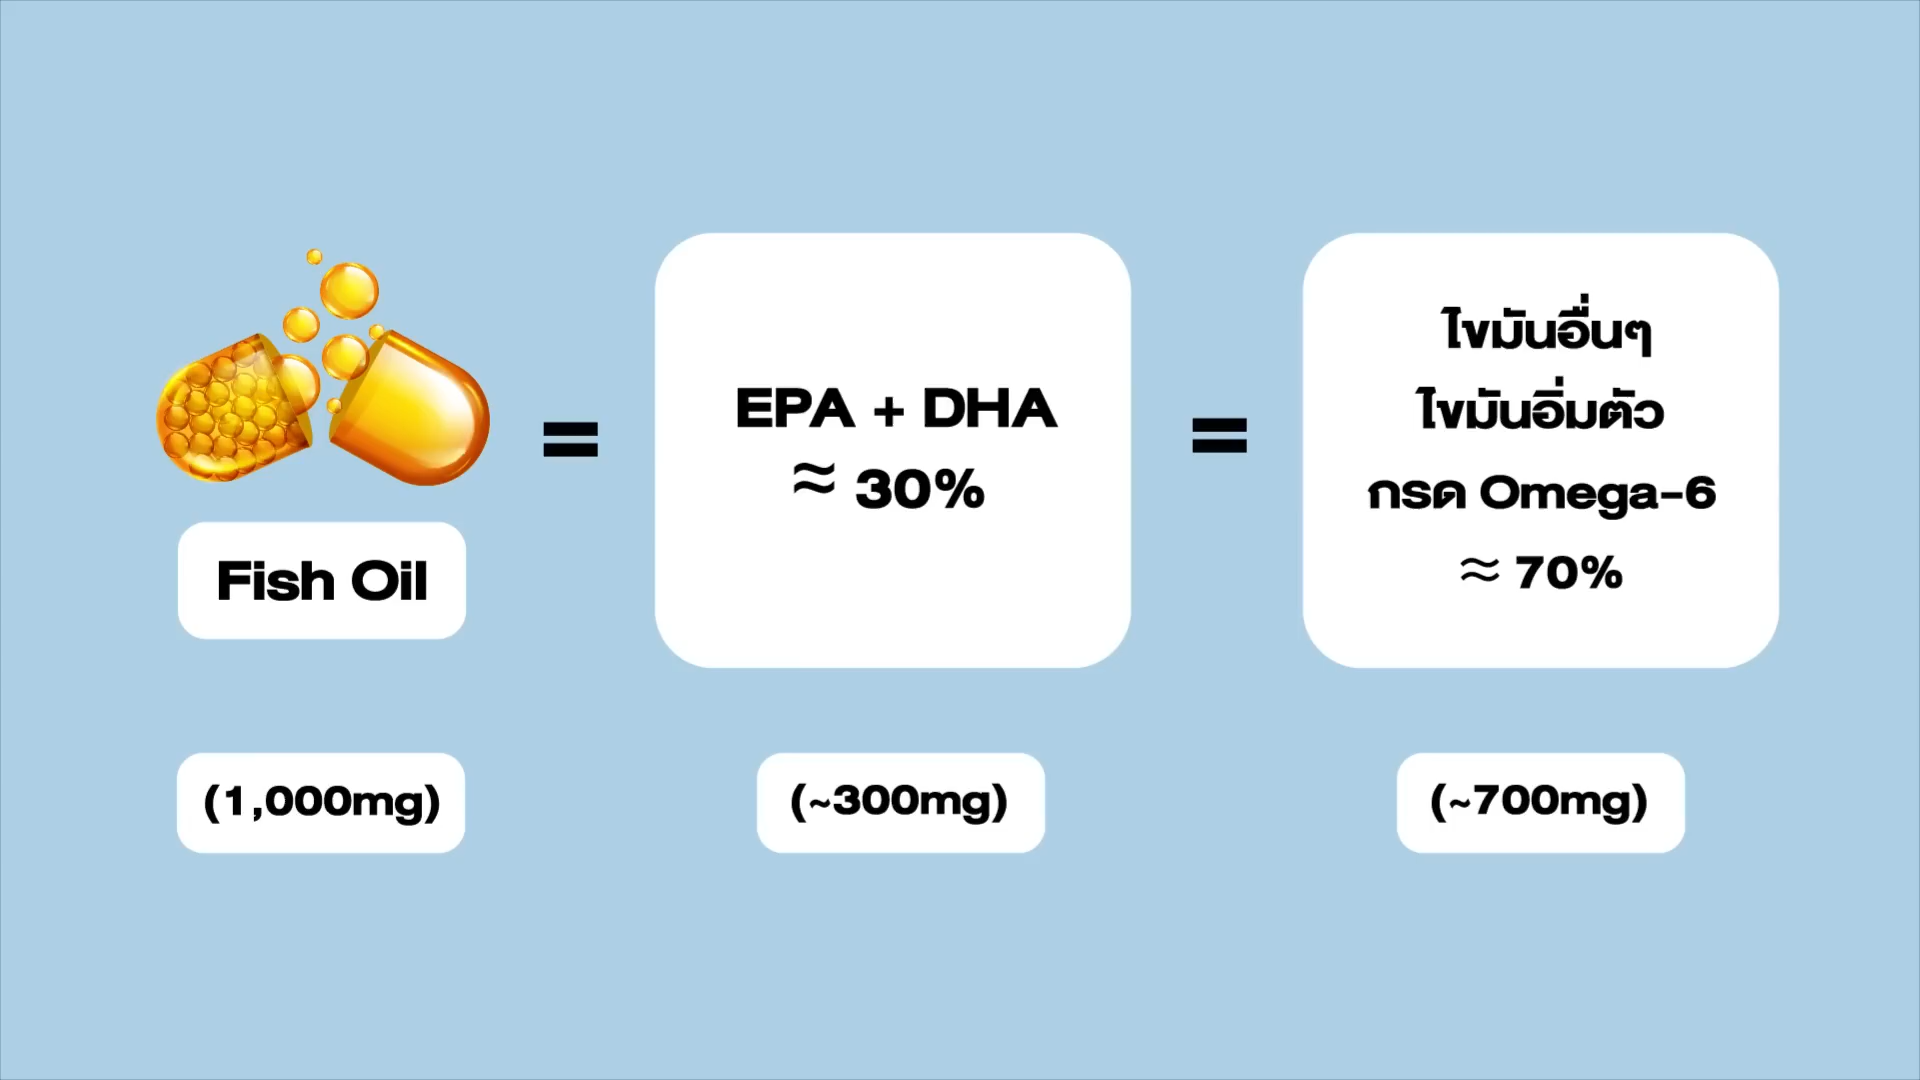 Fish Oil
(1,000mg)
=
EPA + DHA
≈ 30%
(~300mg)
=
ไขมันอื่นๆ
ไขมันอิ่มตัว
กรด Omega-6
≈ 70%
(~700mg)